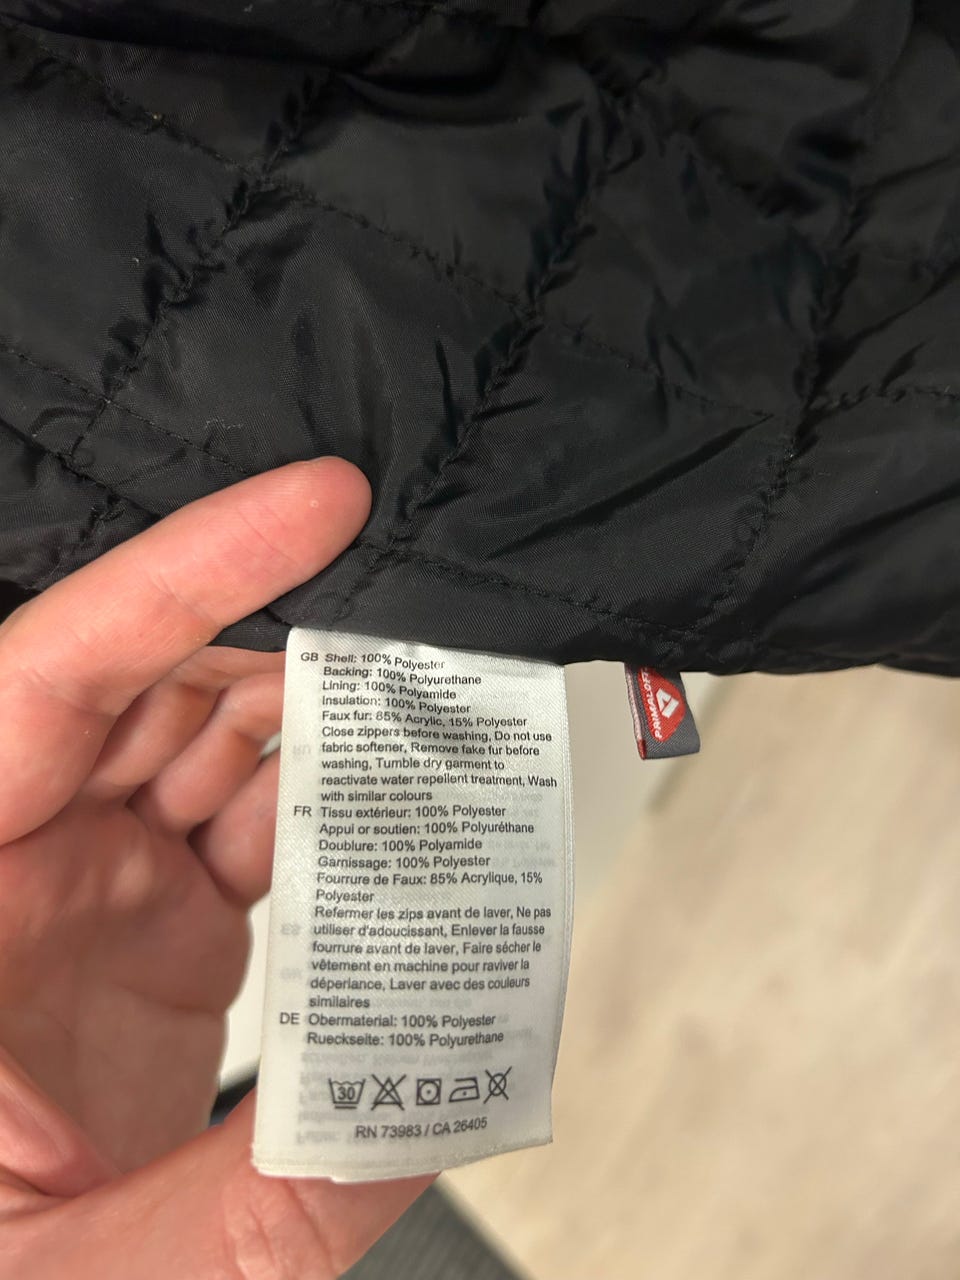 GB Shell: 100% Polyester
Backing: 100% Polyurethane
Lining: 100% Polyamide
Insulation: 100% Polyester
Faux fur: 85% Acrylic, 15% Polyester
Close zippers before washing, Do not use
fabric softener, Remove fake fur before
washing, Tumble dry garment to
reactivate water repellent treatment, Wash
with similar colours
FR Tissu extérieur: 100% Polyester
Appui or soutien: 100% Polyuréthane
Doublure: 100% Polyamide
Garnissage: 100% Polyester
Fourrure de Faux: 85% Acrylique, 15%
Polyester
Refermer les zips avant de laver, Ne pas
utiliser d'adoucissant, Enlever la fausse
fourrure avant de laver, Faire sécher le
vêtement en machine pour raviver la
déperlance, Laver avec des couleurs
similaires
DE Obermaterial: 100% Polyester
Rueckseite: 100% Polyurethane
30
RN 73983 / CA 26405
PRIMALOFT